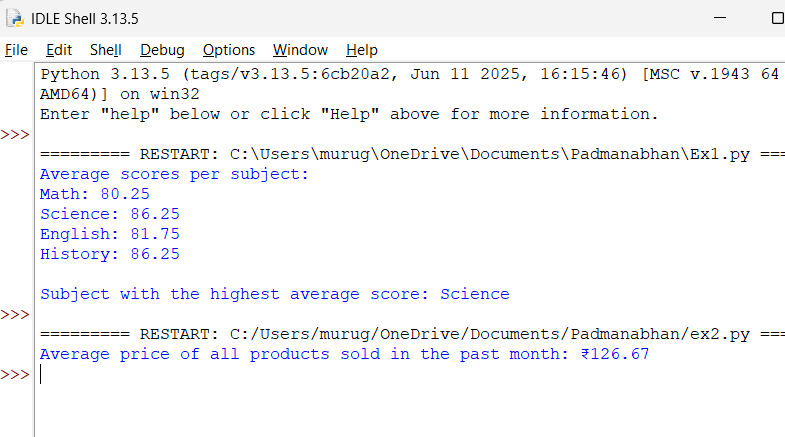 IDLE Shell 3.13.5
File Edit Shell Debug Options Window Help
Python 3.13.5 (tags/v3.13.5:6cb20a2, Jun 11 2025, 16:15:46) [MSC v.1943 64
AMD64)] on win32
Enter "help" below or click "Help" above for more information.
>>>
========= RESTART: C:\Users\murug\OneDrive\Documents\Padmanabhan\Ex1.py ===
Average scores per subject:
Math: 80.25
Science: 86.25
English: 81.75
History: 86.25
Subject with the highest average score: Science
>>>
========= RESTART: C:/Users/murug/OneDrive/Documents/Padmanabhan/ex2.py ===
Average price of all products sold in the past month: ₹126.67
>>>